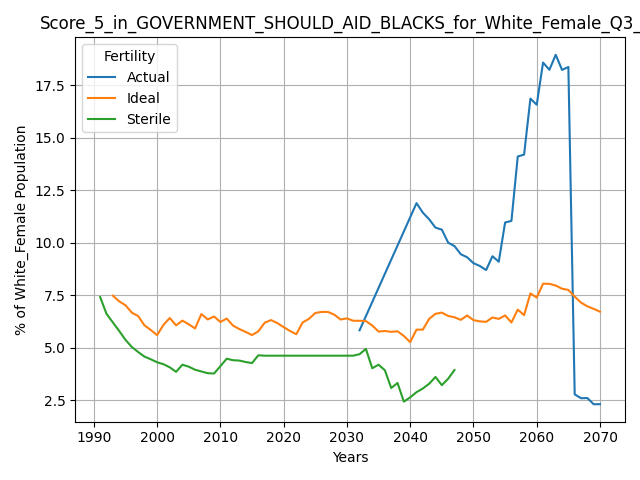 Score_5_in_GOVERNMENT_SHOULD_AID_BLACKS_for_White_Female_Q3_
Fertility
Actual
Ideal
Sterile
% of White_Female Population
17.5
15.0
12.5
10.0
7.5
5.0
2.5
1990 2000 2010 2020 2030 2040 2050 2060 2070
Years